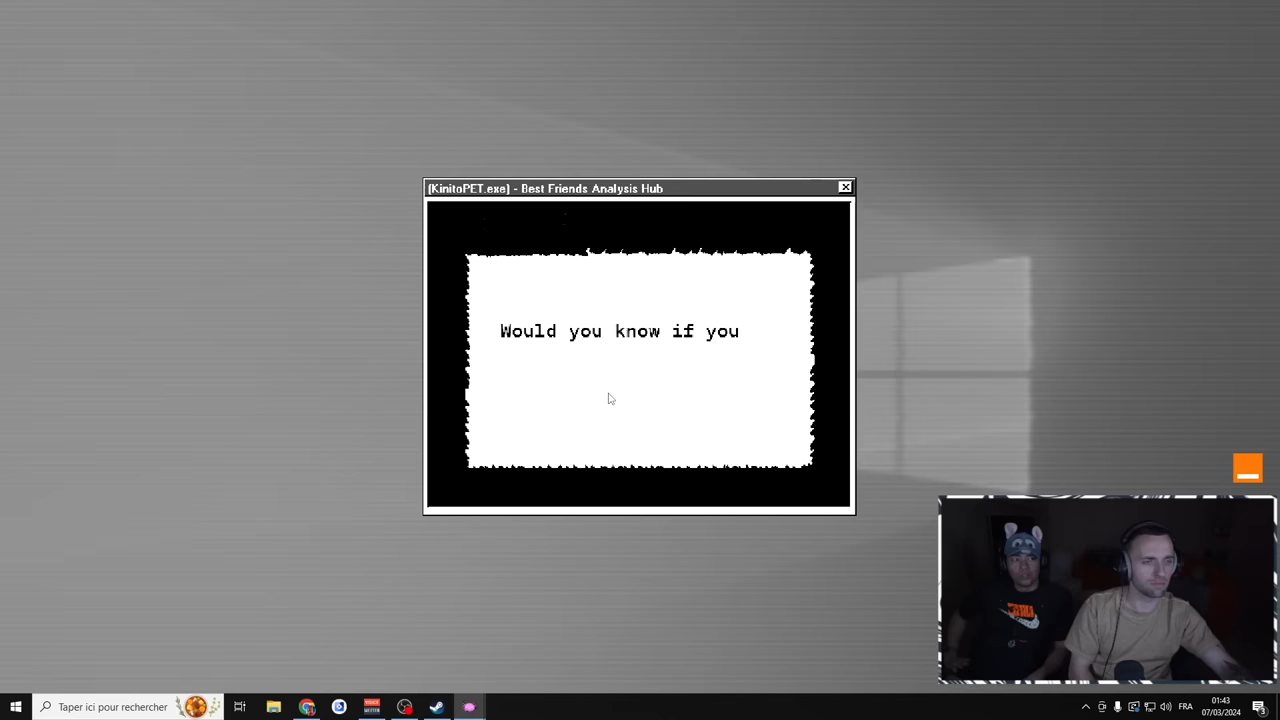 (KinitoPET.exe) - Best Friends Analysis Hub
Would you know if you
Taper ici pour rechercher
FRA
01:43
07/03/2024